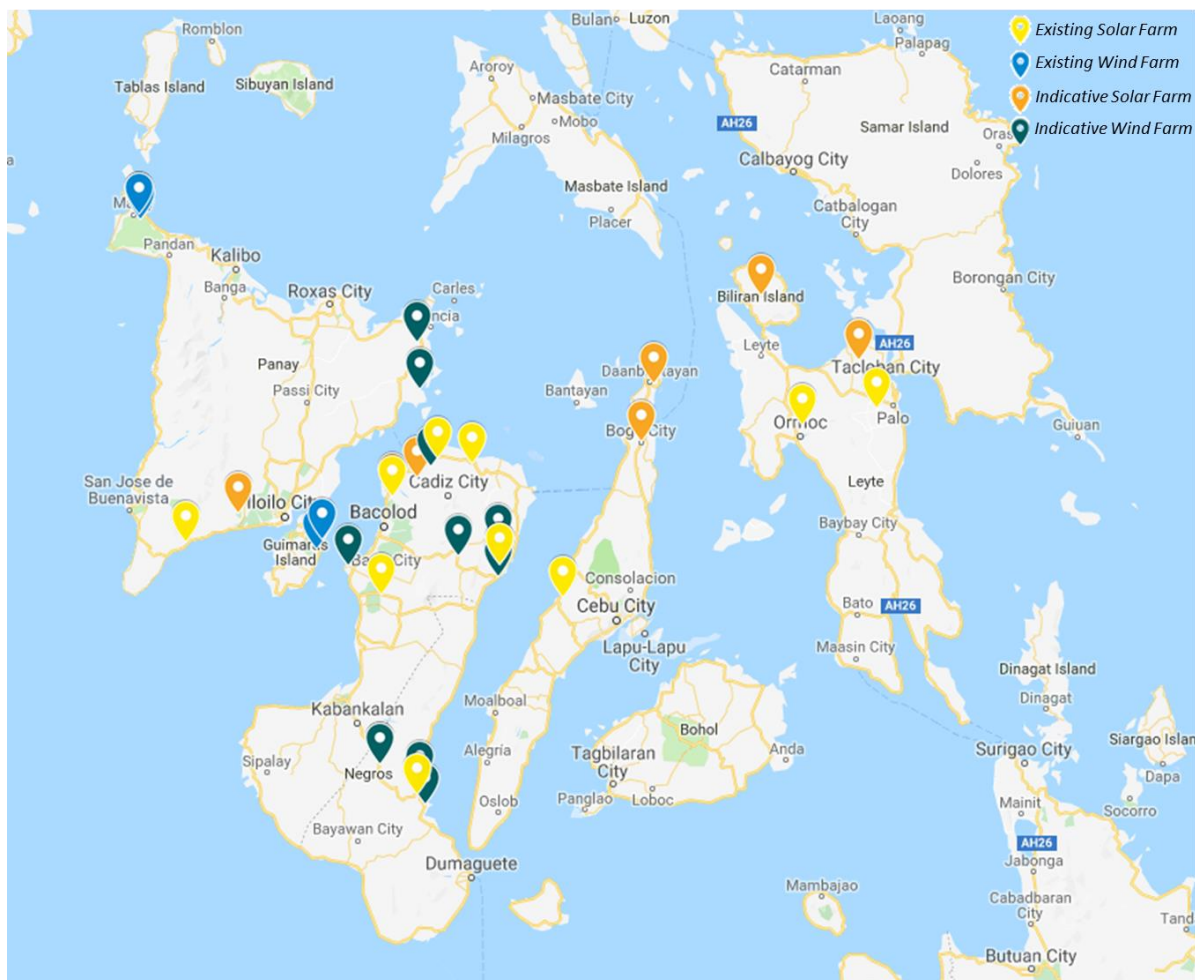 Existing Solar Farm
Existing Wind Farm
Indicative Solar Farm
Indicative Wind Farm
Romblon
Tablas Island
Sibuyan Island
Bulan
Luzon
Aroroy
Masbate City
Mobo
Milagros
Masbate Island
Placer
Laoang
Palapag
Catarman
AH26
Samar Island
Calbayog City
Dolores
Catbalogan
City
Borongan City
Guiuan
Pandan
Kalibo
Banga
Roxas City
Carles
Panay
Passi City
San Jose de
Buenavista
Guimaras
Island
Bacolod
Cadiz City
Bantayan
Biliran Island
Leyte
AH26
Tacloban City
Palo
Ormoc
Leyte
Baybay City
Bato
AH26
Maasin City
Consolacion
Cebu City
Lapu-Lapu
City
Moalboal
Alegria
Oslob
Kabankalan
Sipalay
Negros
Bayawan City
Dumaguete
Bohol
Tagbilaran
City
Panglao
Loboc
Anda
Dinagat Island
Dinagat
Surigao City
Dapa
Socorro
Mainit
AH26
Jabonga
Cabadbaran
City
Butuan City
Mambajao